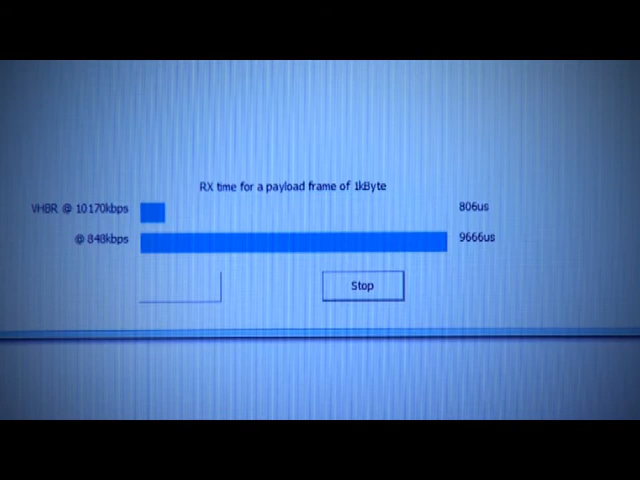 RX time for a payload frame of 1kByte
VHBR @ 10170kbps 806us
@ 848kbps 9666us
Stop